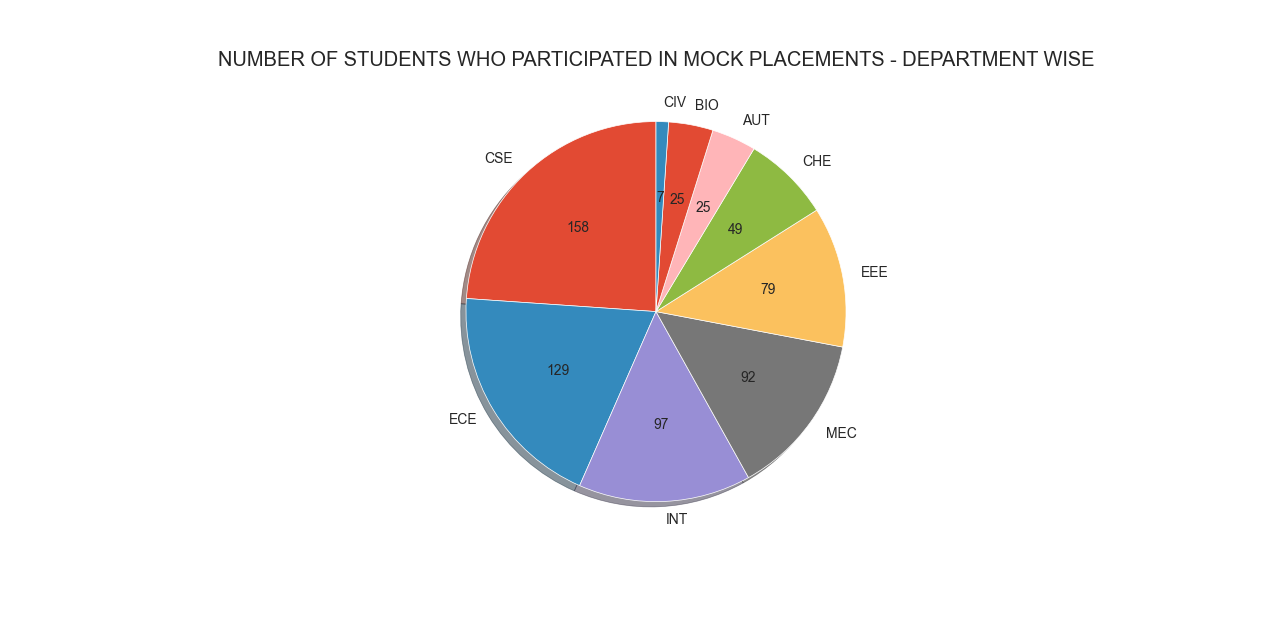 NUMBER OF STUDENTS WHO PARTICIPATED IN MOCK PLACEMENTS - DEPARTMENT WISE
CIV
BIO
AUT
CSE
CHE
7
25
25
158
49
EEE
79
129
92
ECE
97
MEC
INT